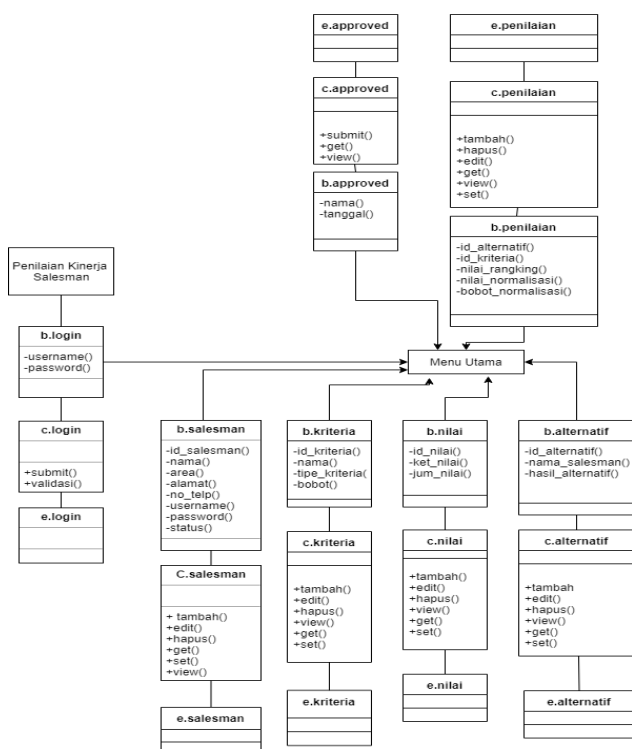 e.approved
c.approved
+submit()
+get()
+view()
b.approved
-nama()
-tanggal()
e.penilaian
c.penilaian
+tambah()
+hapus()
+edit()
+get()
+view()
+set()
b.penilaian
-id_alternatif()
-id_kriteria()
-nilai_rangking()
-nilai_normalisasi()
-bobot_normalisasi()
Penilaian Kinerja
Salesman
b.login
-username()
-password()
c.login
+submit()
+validasi()
e.login
Menu Utama
b.salesman
-id_salesman()
-nama()
-area()
-alamat()
-no_telp()
-username()
-password()
-status()
C.salesman
+ tambah()
+edit()
+hapus()
+get()
+set()
+view()
e.salesman
b.kriteria
-id_kriteria()
-nama()
-tipe_kriteria(
-bobot()
c.kriteria
+tambah()
+edit()
+hapus()
+view()
+get()
+set()
e.kriteria
b.nilai
-id_nilai()
-ket_nilai()
-jum_nilai()
c.nilai
+tambah()
+edit()
+hapus()
+view()
+get()
+set()
e.nilai
b.alternatif
-id_alternatif()
-nama_salesman()
-hasil_alternatif()
c.alternatif
+tambah
+edit()
+hapus()
+view()
+get()
+set()
e.alternatif